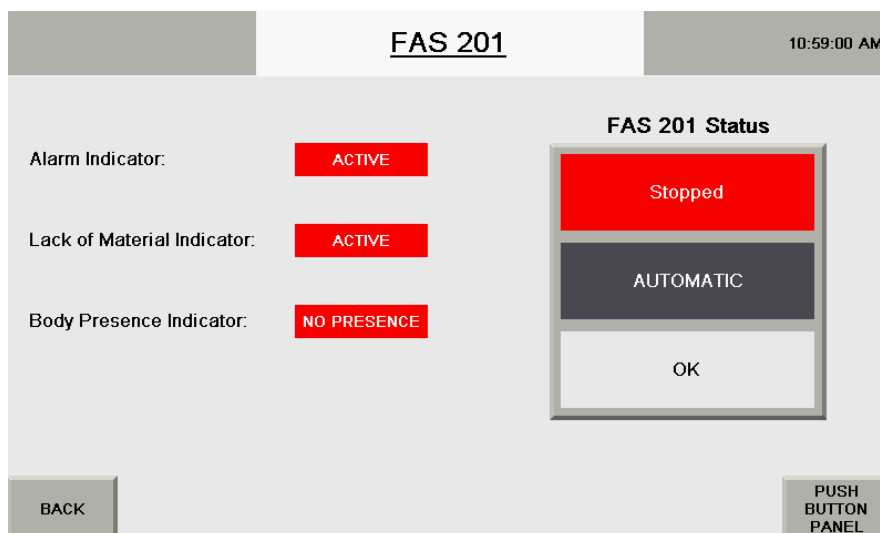 FAS 201
10:59:00 AM
FAS 201 Status
Alarm Indicator:
ACTIVE
Stopped
Lack of Material Indicator:
ACTIVE
AUTOMATIC
Body Presence Indicator:
NO PRESENCE
OK
BACK
PUSH
BUTTON
PANEL